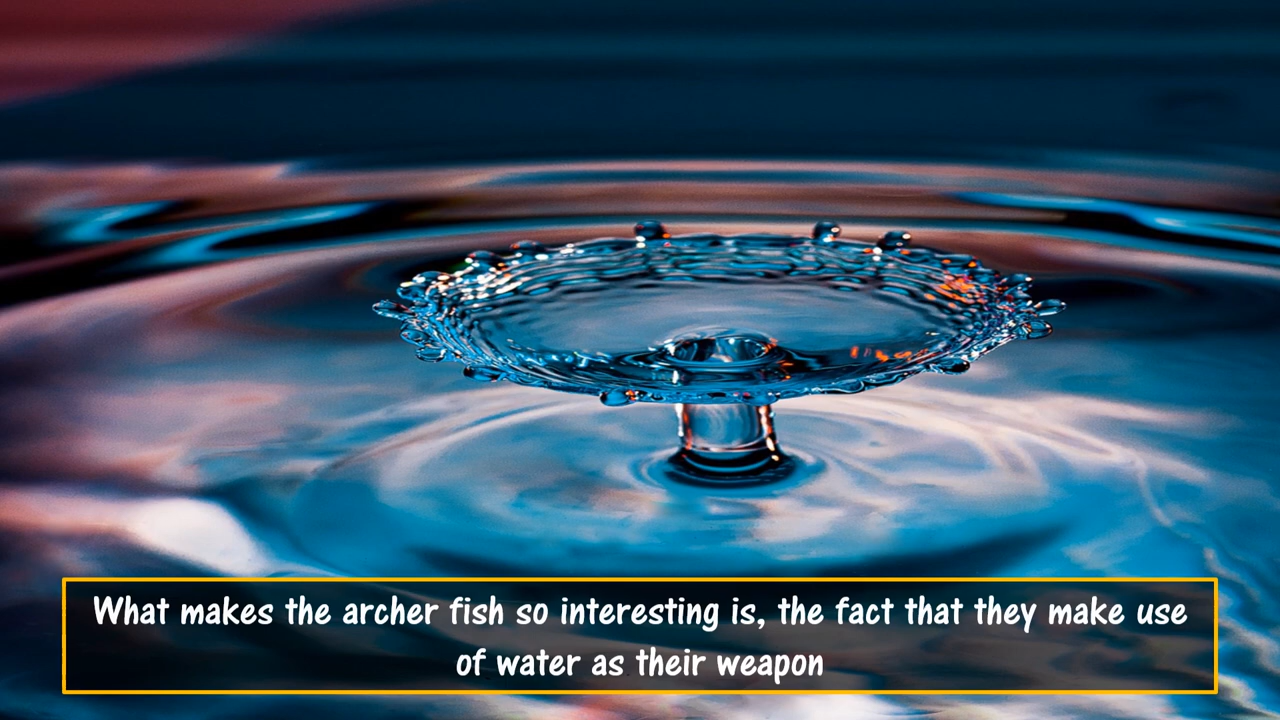 What makes the archer fish so interesting is, the fact that they make use
of water as their weapon